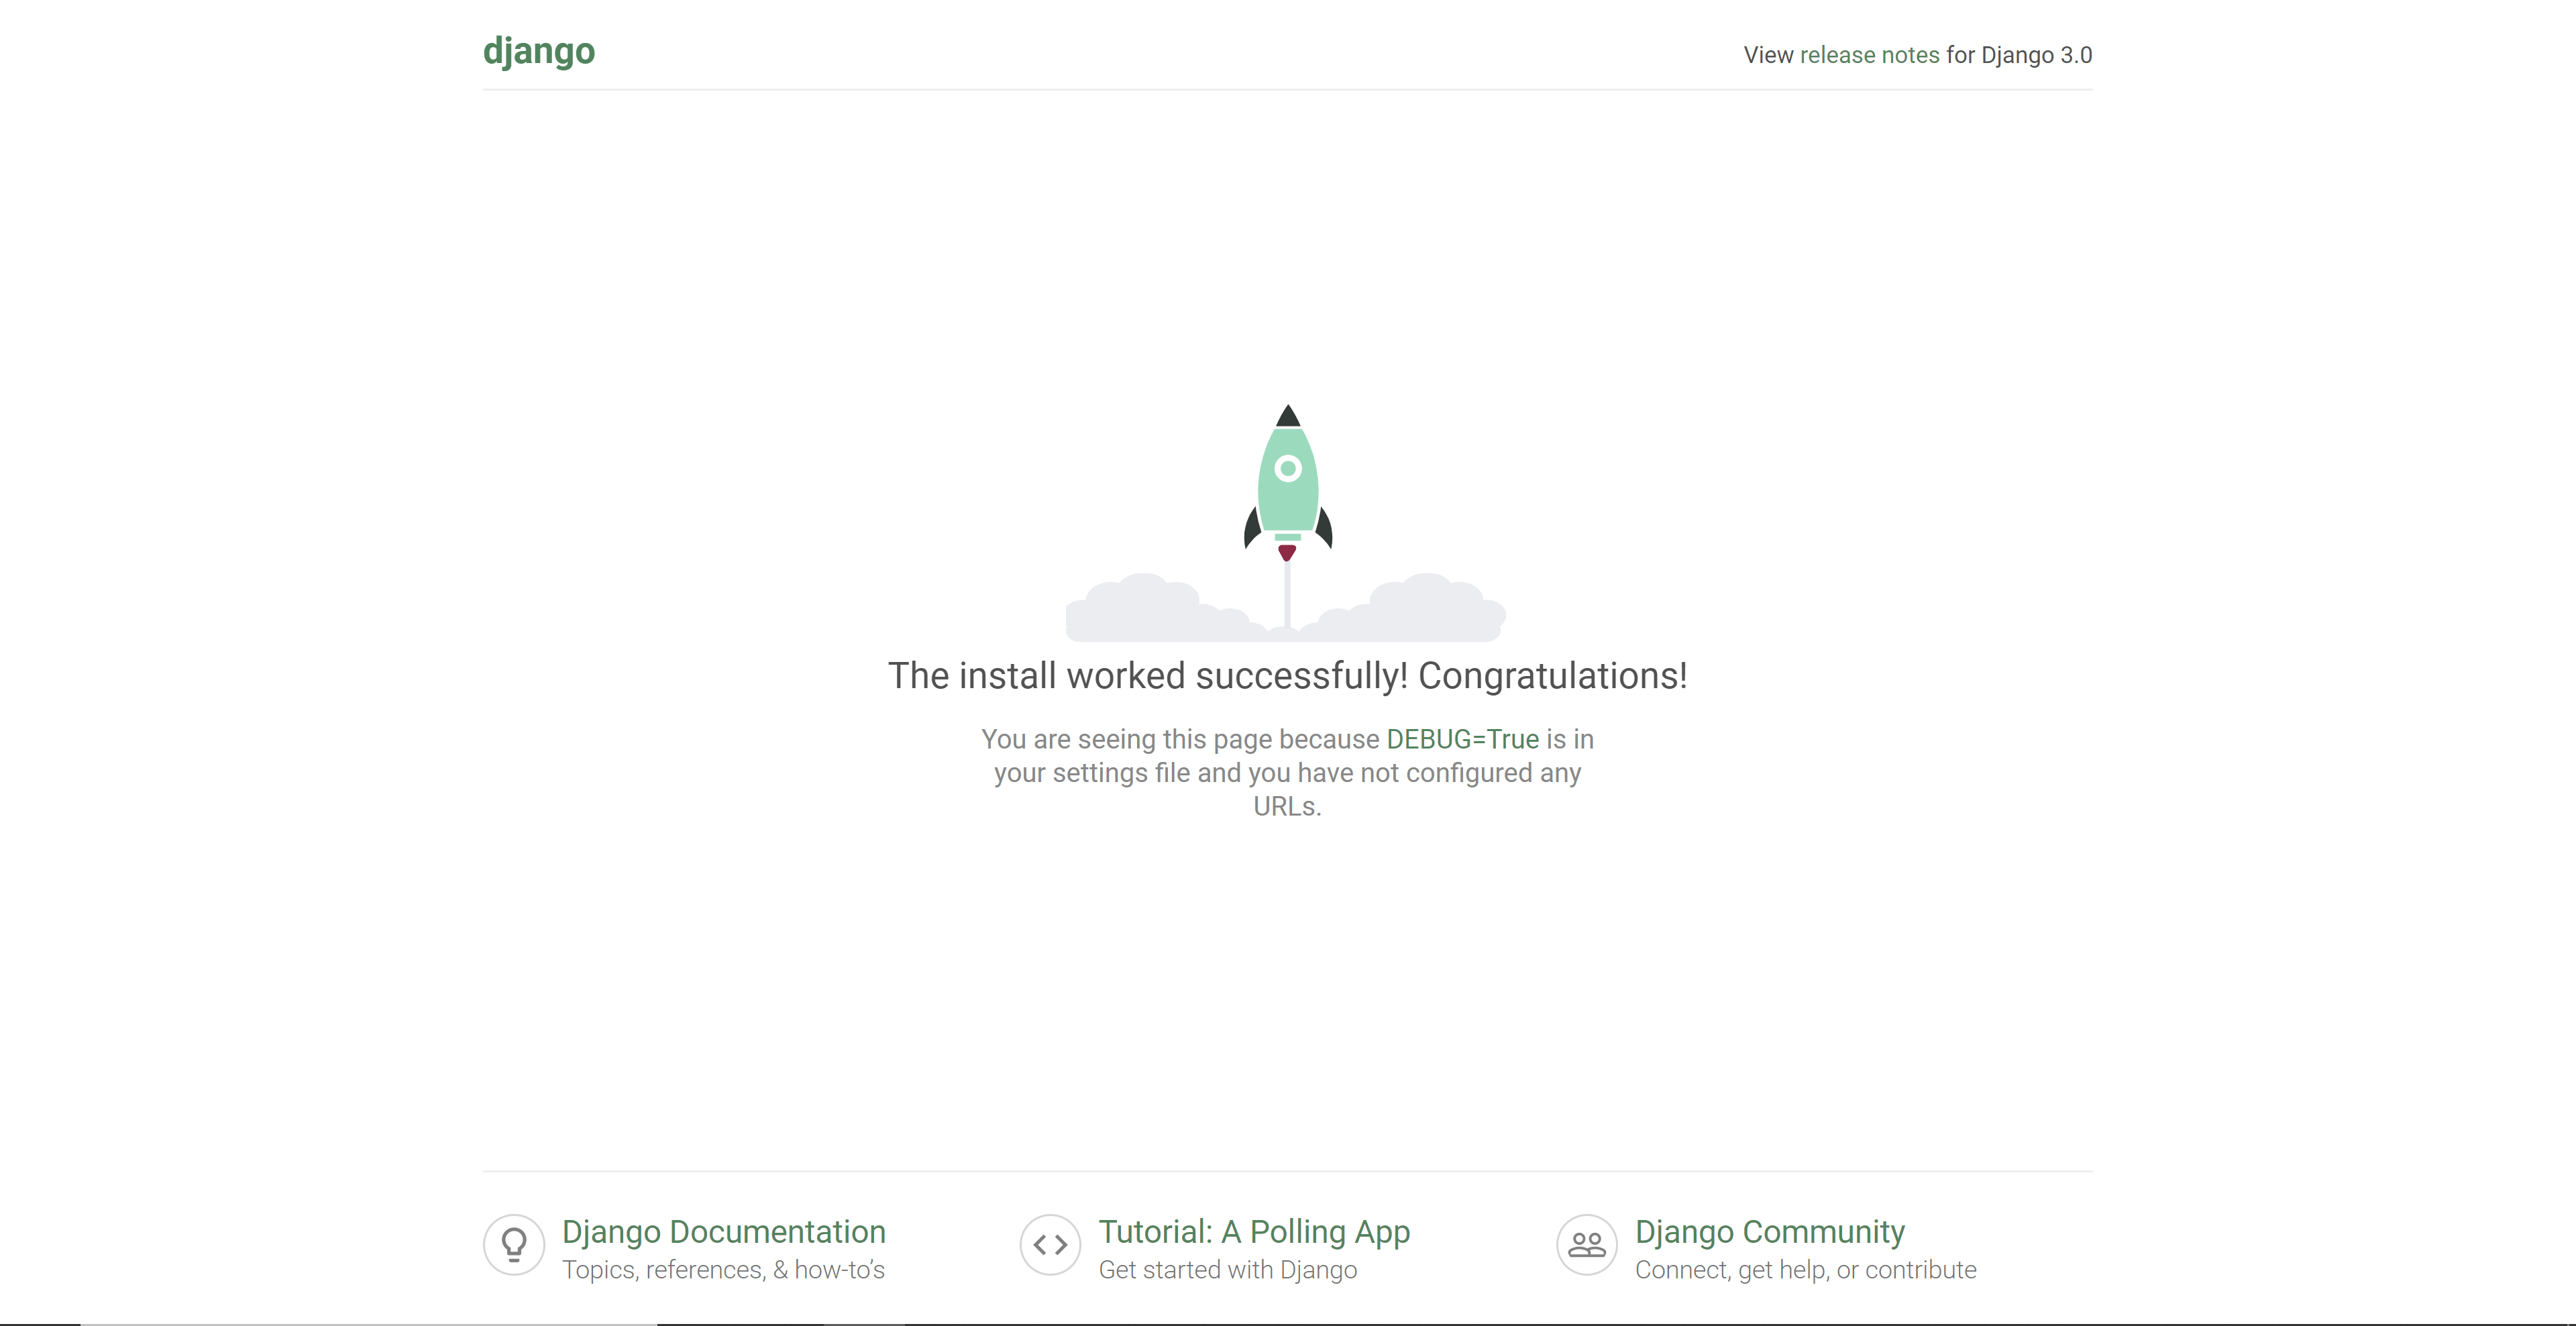 django
View release notes for Django 3.0
The install worked successfully! Congratulations!
You are seeing this page because DEBUG=True is in
your settings file and you have not configured any
URLs.
Django Documentation
Topics, references, & how-to’s
Tutorial: A Polling App
Get started with Django
Django Community
Connect, get help, or contribute